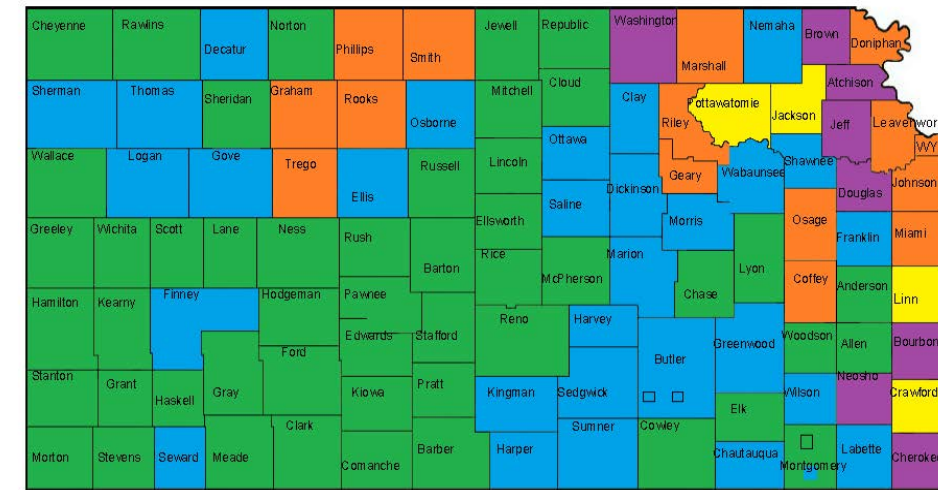 Cheyenne
Rawlins
Decatur
Norton
Phillips
Smith
Jewell
Republic
Washington
Marshall
Nemaha
Brown
Doniphan
Sherman
Thomas
Sheridan
Graham
Rooks
Osborne
Mitchell
Cloud
Clay
Riley
Pottawatomie
Jackson
Atchison
Jeff
Leavenwor
WY
Wallace
Logan
Gove
Trego
Ellis
Russell
Lincoln
Ottawa
Saline
Dickinson
Geary
Wabaunsee
Shawnee
Douglas
Johnson
Greeley
Wichita
Scott
Lane
Ness
Rush
Barton
Ellsworth
Rice
McPherson
Marion
Morris
Chase
Lyon
Osage
Coffey
Franklin
Miami
Anderson
Linn
Hamilton
Kearny
Finney
Hodgeman
Pawnee
Edwards
Stafford
Reno
Harvey
Butler
Greenwood
Woodson
Allen
Bourbon
Stanton
Grant
Haskell
Gray
Ford
Kiowa
Pratt
Kingman
Sedgwick
Elk
Wilson
Neosho
Crawford
Morton
Stevens
Seward
Meade
Clark
Comanche
Barber
Harper
Sumner
Cowley
Chautauqua
Montgomery
Labette
Cheroke